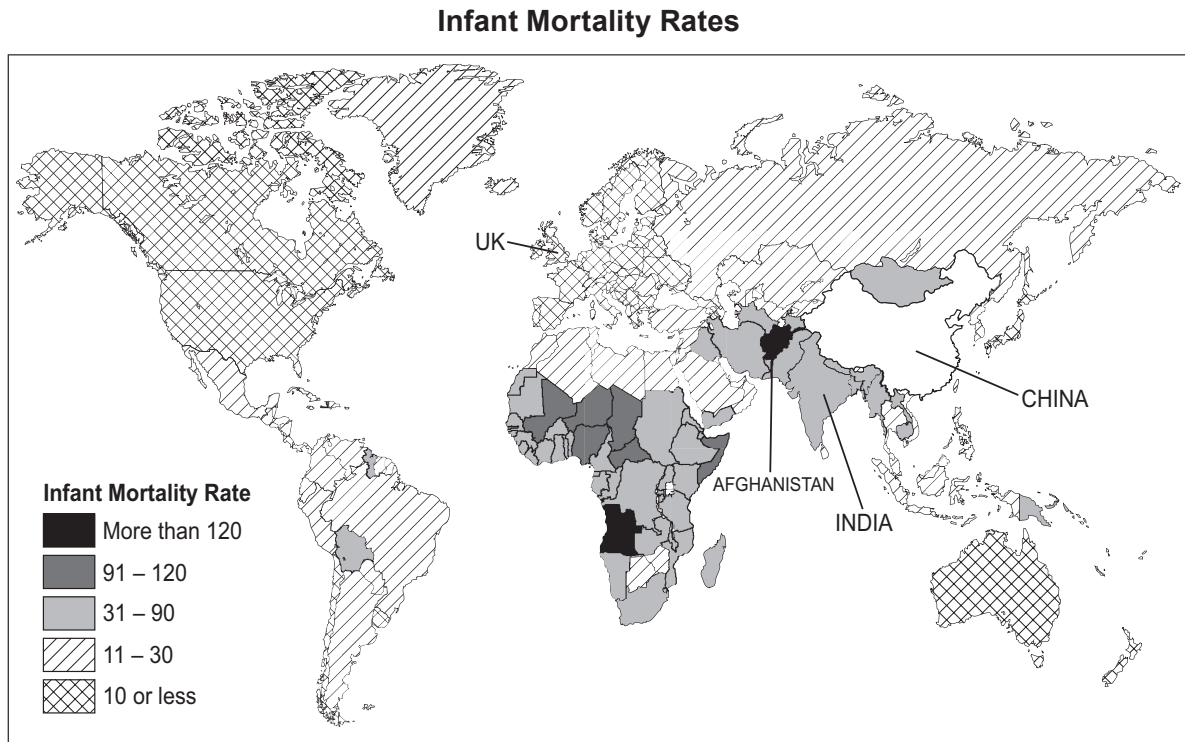 Infant Mortality Rates
UK
CHINA
AFGHANISTAN
INDIA
Infant Mortality Rate
More than 120
91 – 120
31 – 90
11 – 30
10 or less